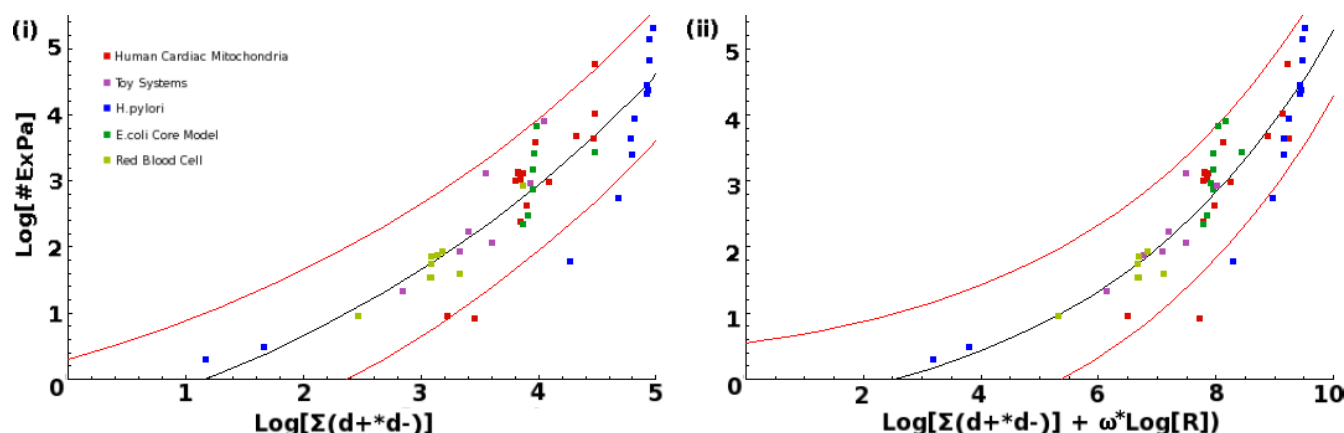 (i)
Log[#ExPa]
5
4
3
2
1
0
Human Cardiac Mitochondria
Toy Systems
H.pylori
E.coli Core Model
Red Blood Cell
0 1 2 3 4 5
Log[Σ(d+*d-)]
(ii)
5
4
3
2
1
0
2 4 6 8 10
Log[Σ(d+*d-)] + ω*Log[R])